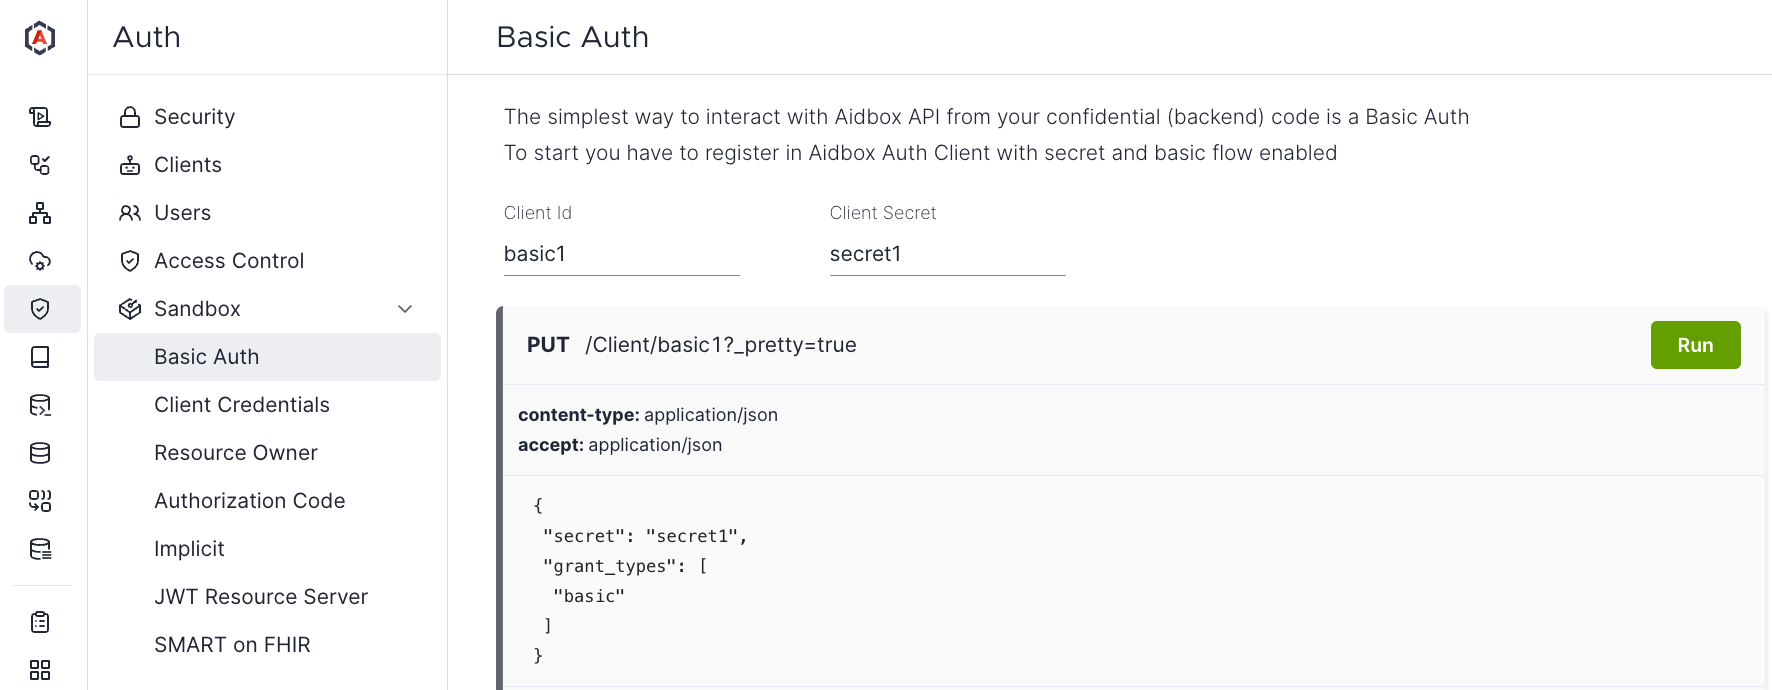 Auth
Basic Auth
Security
Clients
Users
Access Control
Sandbox
Basic Auth
Client Credentials
Resource Owner
Authorization Code
Implicit
JWT Resource Server
SMART on FHIR
The simplest way to interact with Aidbox API from your confidential (backend) code is a Basic Auth
To start you have to register in Aidbox Auth Client with secret and basic flow enabled
Client Id
Client Secret
basic1
secret1
PUT /Client/basic1?_pretty=true
Run
content-type: application/json
accept: application/json
{
"secret": "secret1",
"grant_types": [
"basic"
]
}